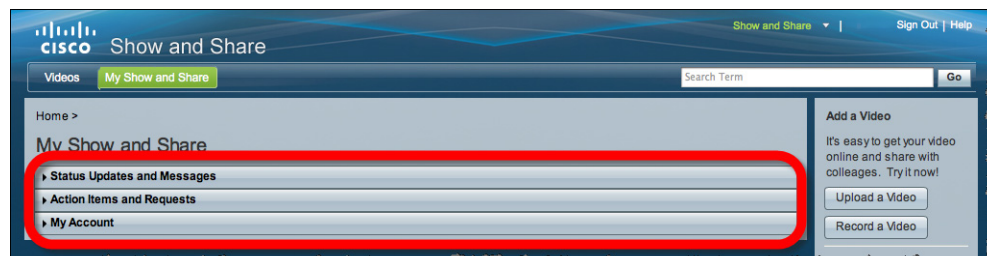 Show and Share ▼ | Sign Out | Help
CISCO Show and Share
Videos My Show and Share Search Term Go
Home >
My Show and Share
Status Updates and Messages
Action Items and Requests
My Account
Add a Video
It's easy to get your video
online and share with
colleages. Try it now!
Upload a Video
Record a Video